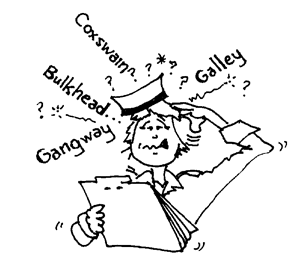 Coxswain
? ? ? * ?
Galley
?
Bulkhead...
? ?
Gangway